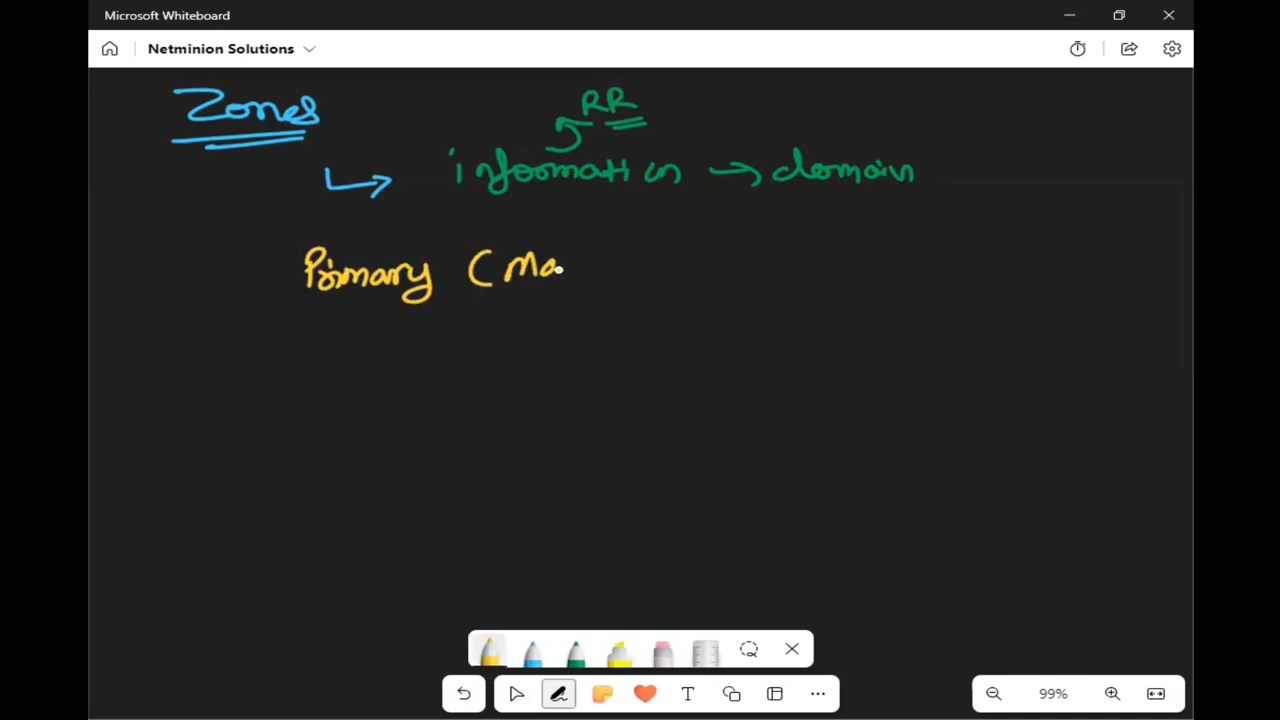 Microsoft Whiteboard
Netminion Solutions
Zones
RR
information → domain
Primary (Ma
99%